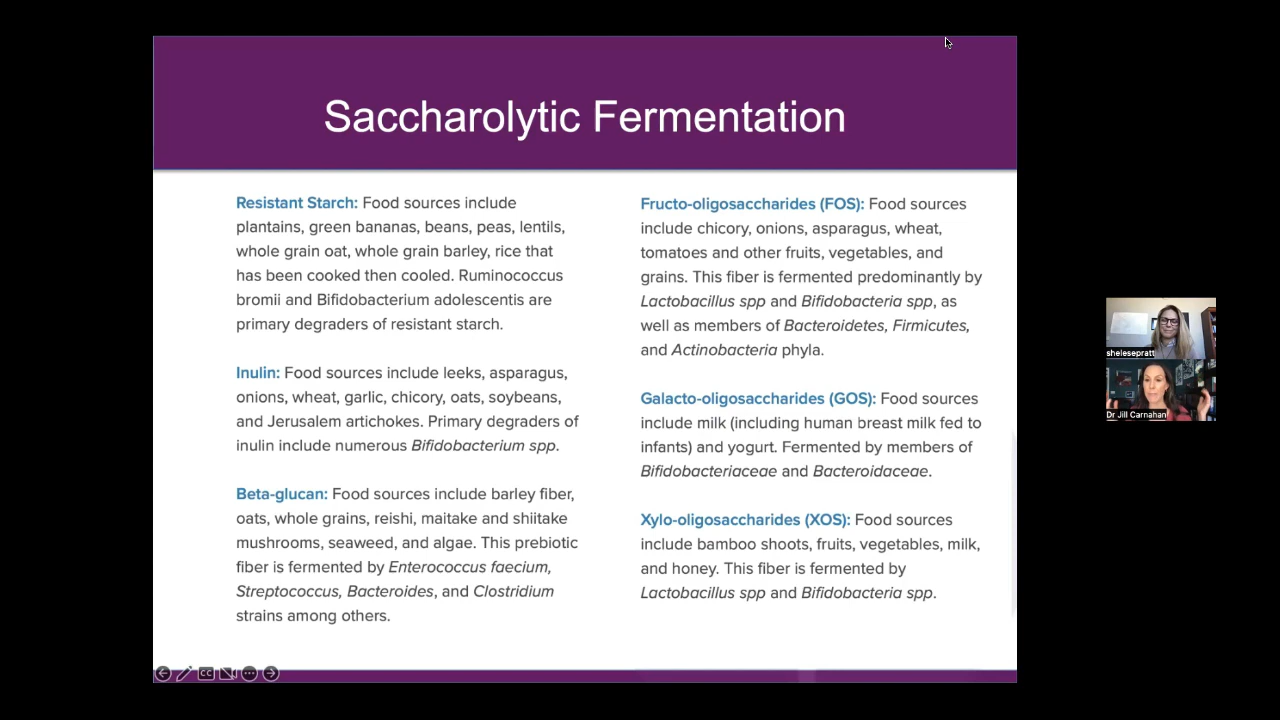 Saccharolytic Fermentation
Resistant Starch: Food sources include
plantains, green bananas, beans, peas, lentils,
whole grain oat, whole grain barley, rice that
has been cooked then cooled. Ruminococcus
bromii and Bifidobacterium adolescentis are
primary degraders of resistant starch.
Inulin: Food sources include leeks, asparagus,
onions, wheat, garlic, chicory, oats, soybeans,
and Jerusalem artichokes. Primary degraders of
inulin include numerous Bifidobacterium spp.
Beta-glucan: Food sources include barley fiber,
oats, whole grains, reishi, maitake and shiitake
mushrooms, seaweed, and algae. This prebiotic
fiber is fermented by Enterococcus faecium,
Streptococcus, Bacteroides, and Clostridium
strains among others.
Fructo-oligosaccharides (FOS): Food sources
include chicory, onions, asparagus, wheat,
tomatoes and other fruits, vegetables, and
grains. This fiber is fermented predominantly by
Lactobacillus spp and Bifidobacteria spp, as
well as members of Bacteroidetes, Firmicutes,
and Actinobacteria phyla.
Galacto-oligosaccharides (GOS): Food sources
include milk (including human breast milk fed to
infants) and yogurt. Fermented by members of
Bifidobacteriaceae and Bacteroidaceae.
Xylo-oligosaccharides (XOS): Food sources
include bamboo shoots, fruits, vegetables, milk,
and honey. This fiber is fermented by
Lactobacillus spp and Bifidobacteria spp.
shelesepratt
Dr Jill Carnahan
CC